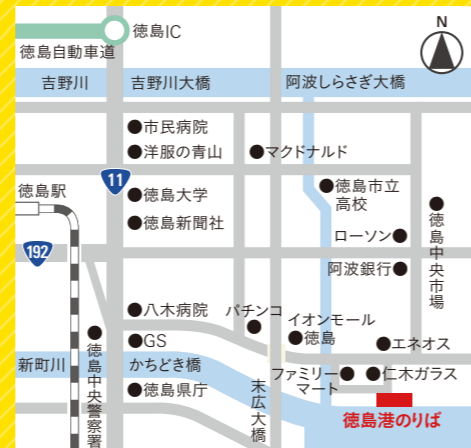 徳島IC
N
徳島自動車道
吉野川
吉野川大橋
阿波しらさぎ大橋
●市民病院
●洋服の青山
●マクドナルド
11
徳島駅
●徳島大学
●徳島市立
高校
●徳島新聞社
●徳島中央市場
ローソン●
192
阿波銀行●
●八木病院
パチンコ
●
イオンモール
●徳島
●GS
●エネオス
●徳島中央警察署
新町川
かちどき橋
ファミリー●
マート
●仁木ガラス
●徳島県庁
末広大橋
徳島港のりば